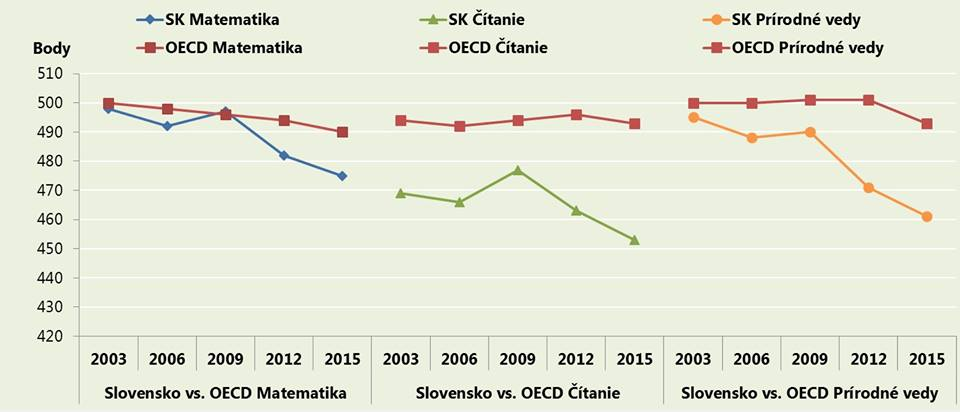 SK Matematika SK Čítanie SK Prírodné vedy
OECD Matematika OECD Čítanie OECD Prírodné vedy
Body
510
500
490
480
470
460
450
440
430
420
2003 2006 2009 2012 2015 2003 2006 2009 2012 2015 2003 2006 2009 2012 2015
Slovensko vs. OECD Matematika Slovensko vs. OECD Čítanie Slovensko vs. OECD Prírodné vedy